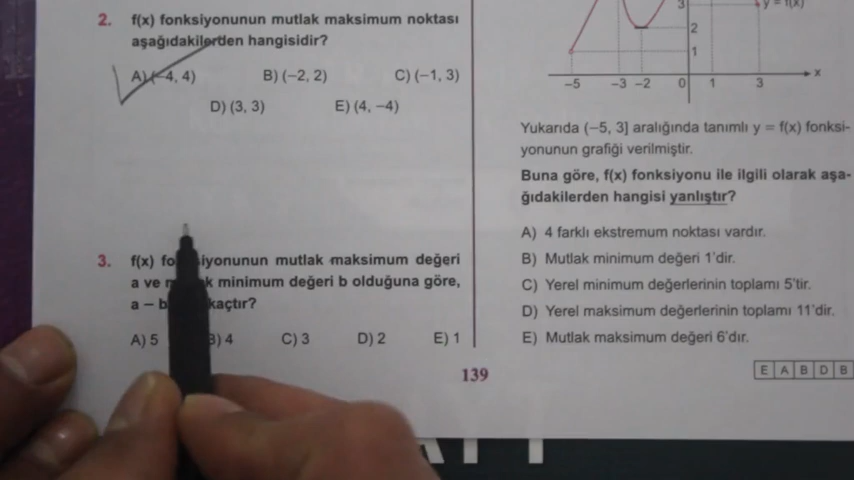 2. f(x) fonksiyonunun mutlak maksimum noktası
aşağıdakilerden hangisidir?
A) (−4, 4) B) (−2, 2) C) (−1, 3)
D) (3, 3) E) (4, −4)
3. f(x) iyonunun mutlak maksimum değeri
a ve k minimum değeri b olduğuna göre,
a − b kaçtır?
A) 5 B) 4 C) 3 D) 2 E) 1
139
3
y = f(x)
2
1
−5 −3 −2 0 1 3 x
Yukarıda (−5, 3] aralığında tanımlı y = f(x) fonksi-
yonunun grafiği verilmiştir.
Buna göre, f(x) fonksiyonu ile ilgili olarak aşa-
ğıdakilerden hangisi yanlıştır?
A) 4 farklı ekstremum noktası vardır.
B) Mutlak minimum değeri 1'dir.
C) Yerel minimum değerlerinin toplamı 5'tir.
D) Yerel maksimum değerlerinin toplamı 11'dir.
E) Mutlak maksimum değeri 6'dır.
E A B D B